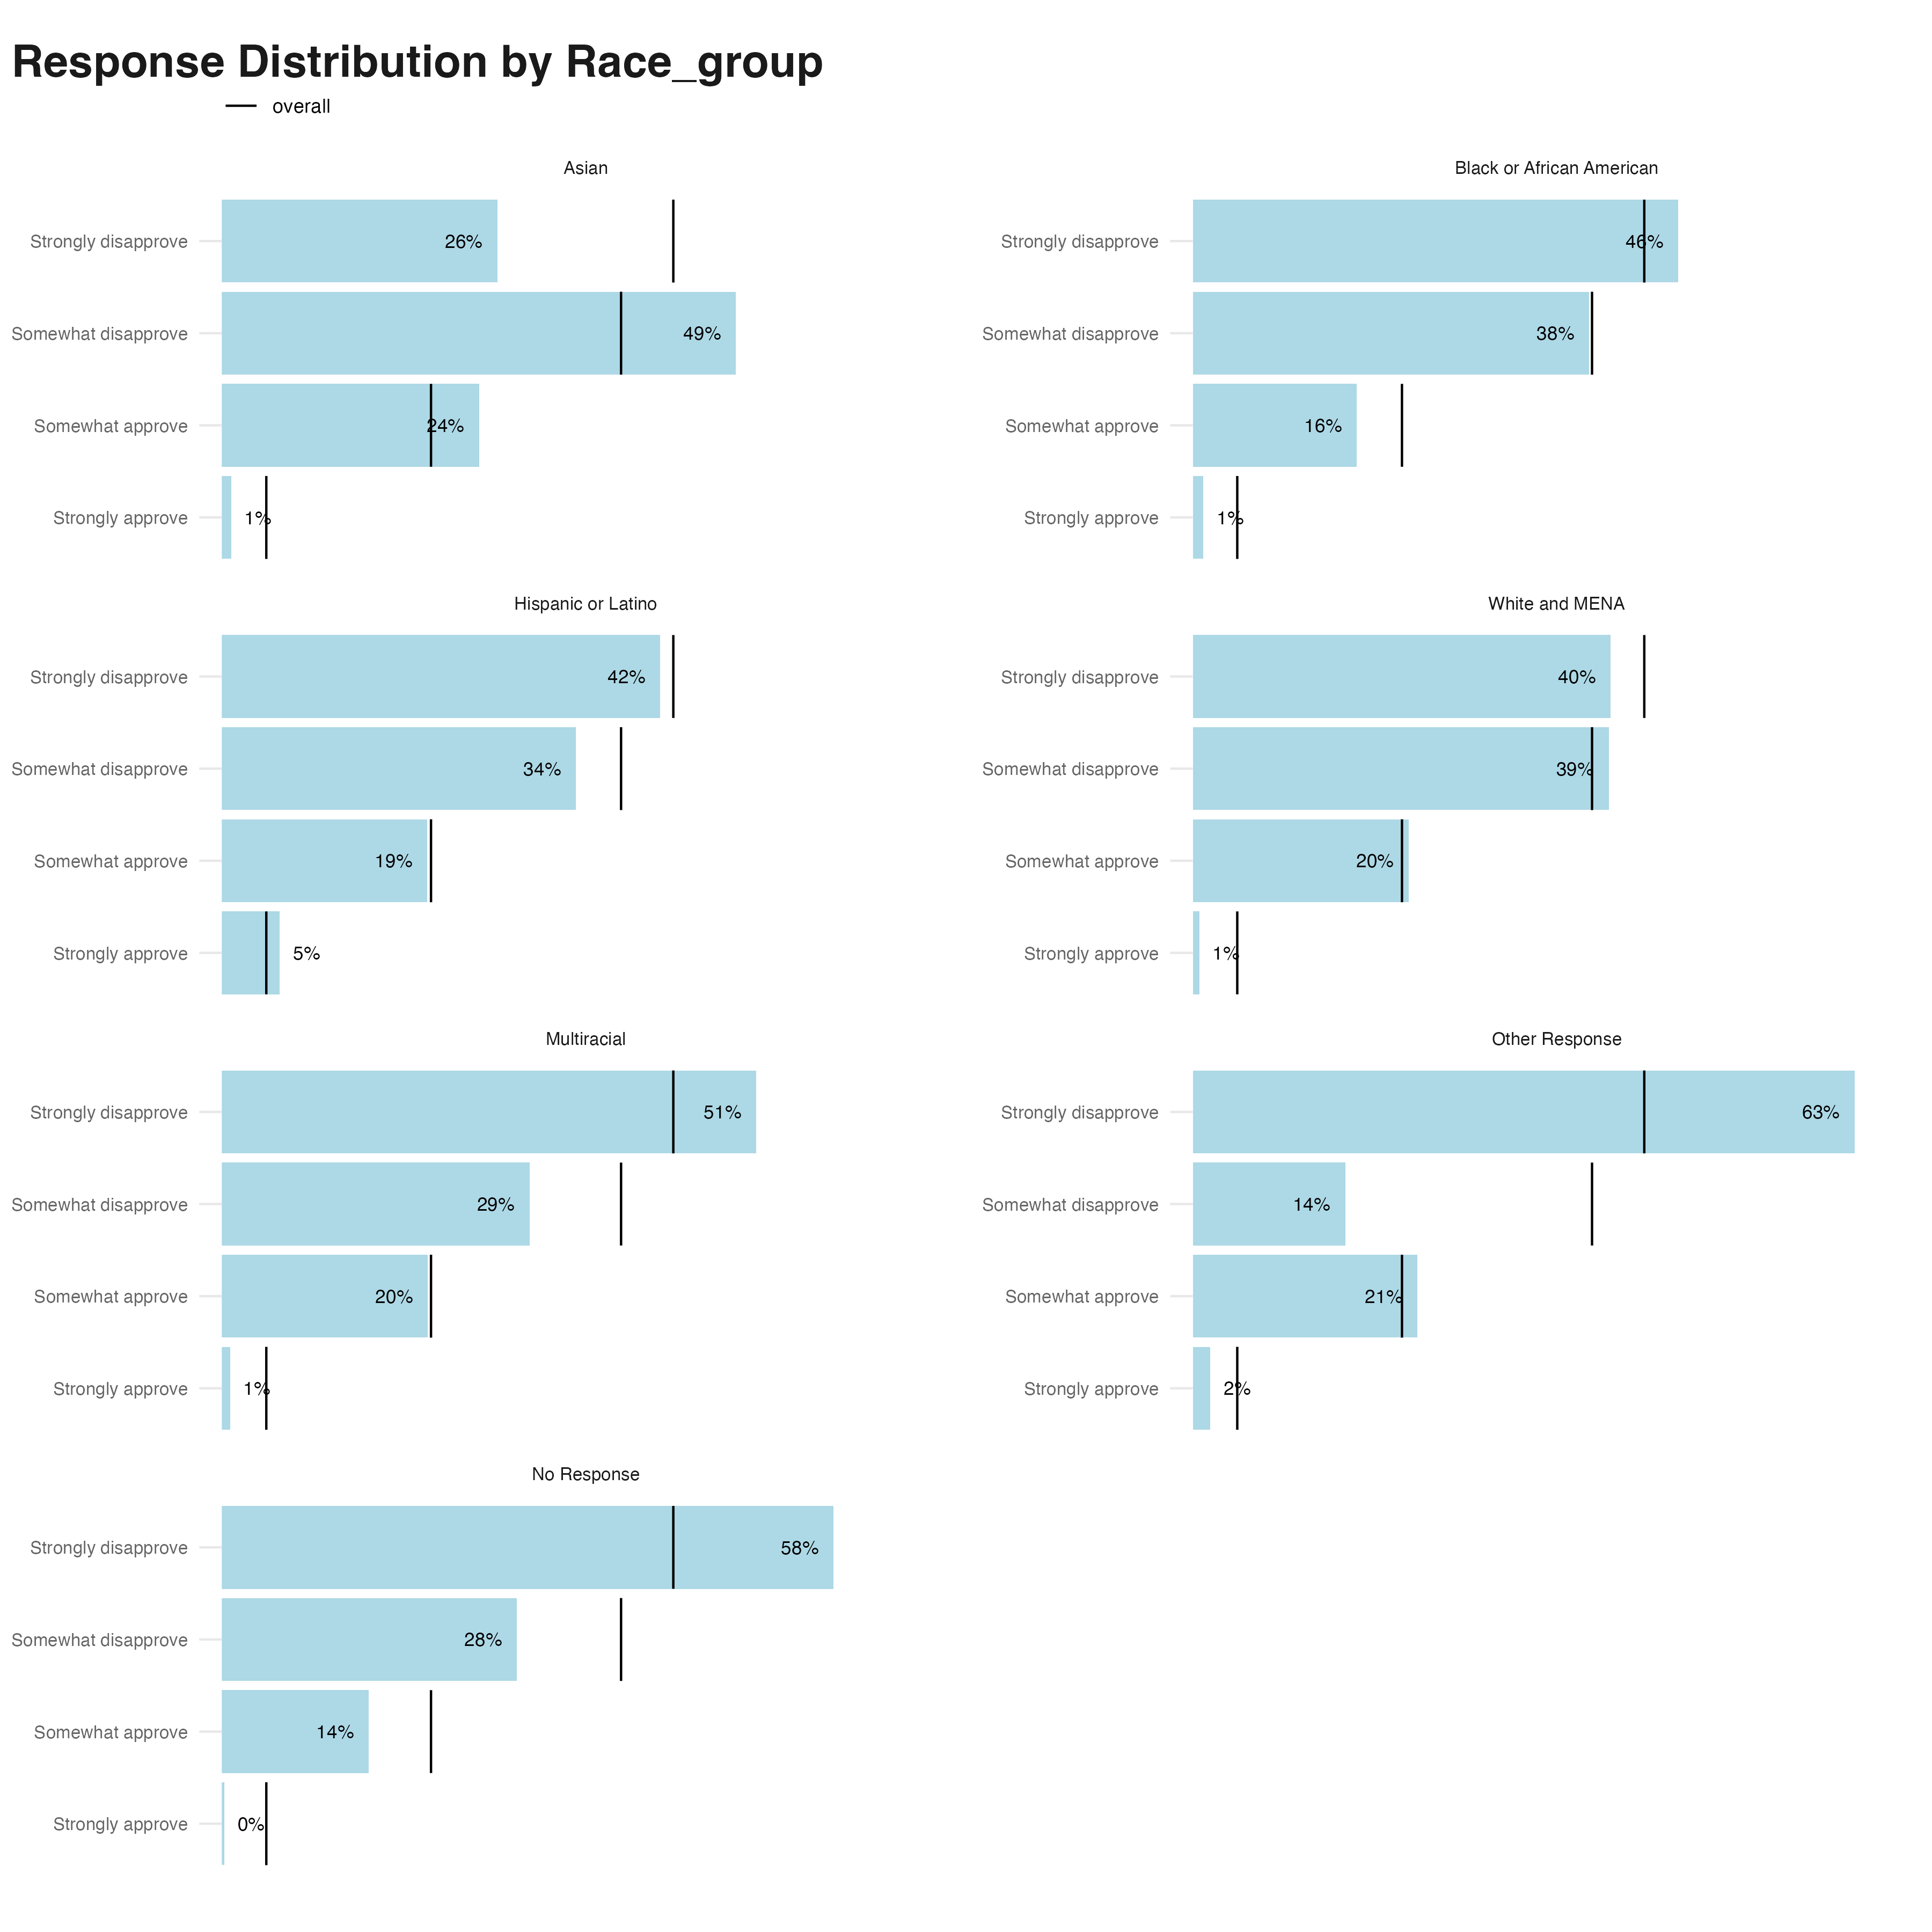 Response Distribution by Race_group
overall
Asian
Strongly disapprove 26%
Somewhat disapprove 49%
Somewhat approve 24%
Strongly approve 1%
Black or African American
Strongly disapprove 46%
Somewhat disapprove 38%
Somewhat approve 16%
Strongly approve 1%
Hispanic or Latino
Strongly disapprove 42%
Somewhat disapprove 34%
Somewhat approve 19%
Strongly approve 5%
White and MENA
Strongly disapprove 40%
Somewhat disapprove 39%
Somewhat approve 20%
Strongly approve 1%
Multiracial
Strongly disapprove 51%
Somewhat disapprove 29%
Somewhat approve 20%
Strongly approve 1%
Other Response
Strongly disapprove 63%
Somewhat disapprove 14%
Somewhat approve 21%
Strongly approve 2%
No Response
Strongly disapprove 58%
Somewhat disapprove 28%
Somewhat approve 14%
Strongly approve 0%